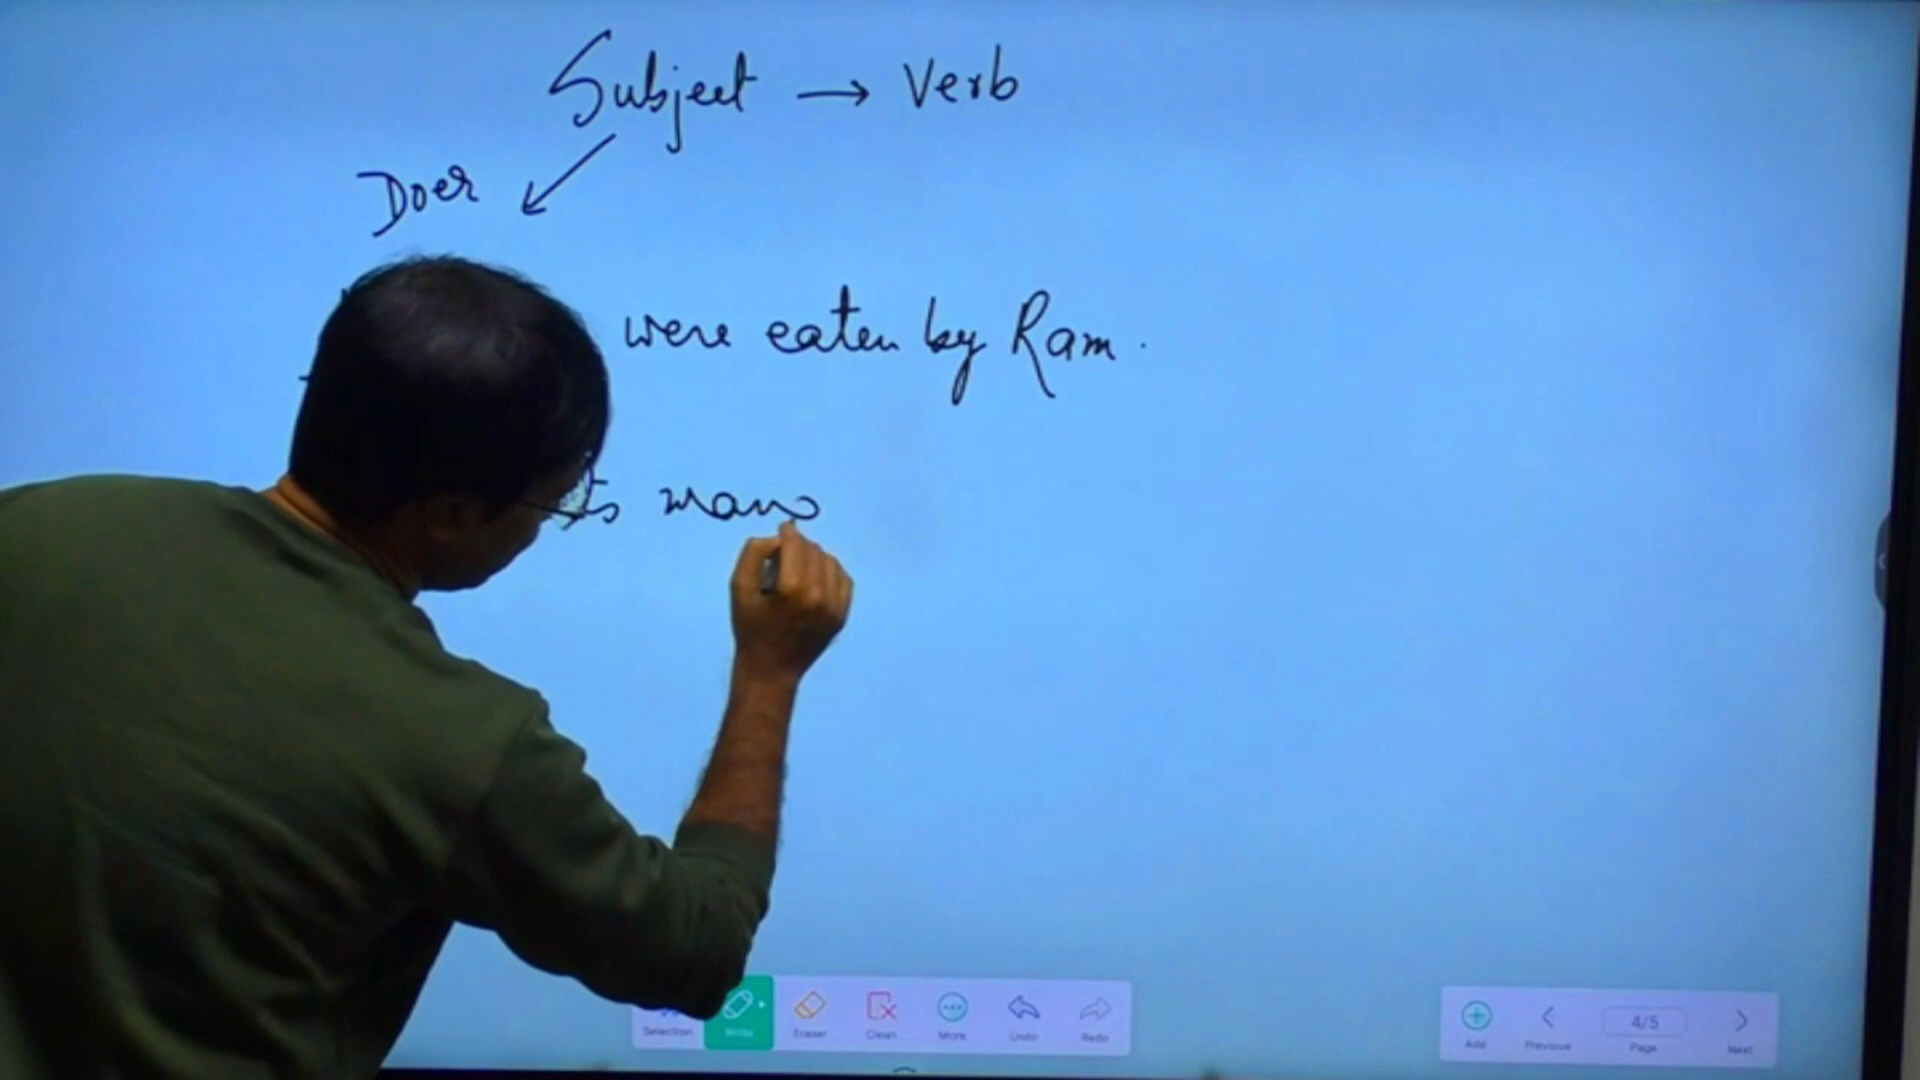 Subject → Verb
Doer
were eaten by Ram.
Selection Write Eraser Clean More Undo Redo
Add Previous 4/5 Page Next